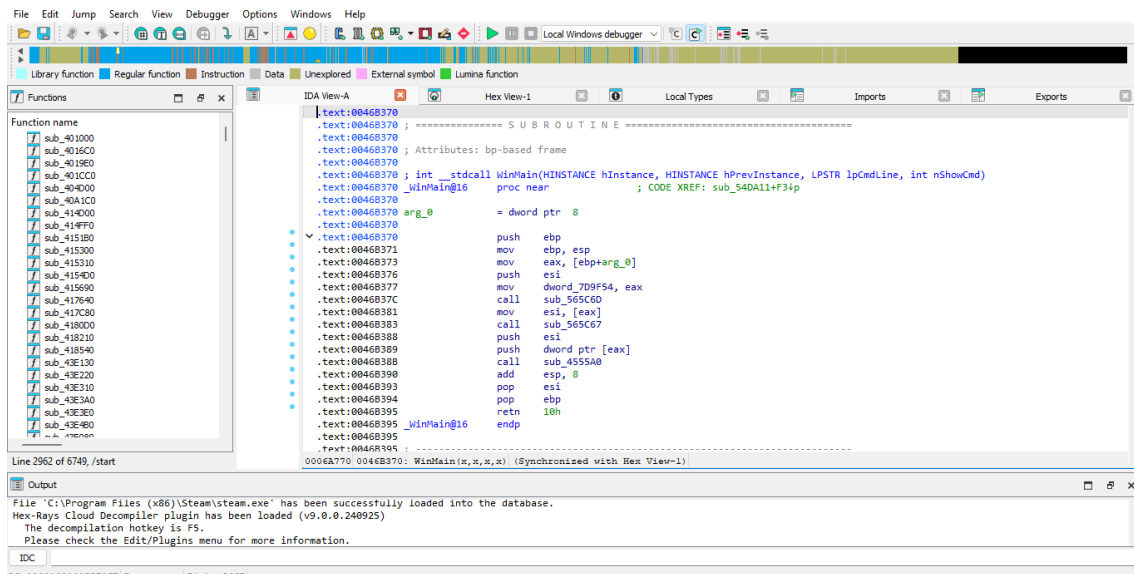 File Edit Jump Search View Debugger Options Windows Help
Local Windows debugger
Library function Regular function Instruction Data Unexplored External symbol Lumina function
Functions
IDA View-A Hex View-1 Local Types Imports Exports
Function name
sub_401000
sub_4016C0
sub_4019E0
sub_401CC0
sub_404D00
sub_40A1C0
sub_414D00
sub_414FF0
sub_4151B0
sub_415300
sub_415310
sub_4154D0
sub_415690
sub_417640
sub_417C80
sub_4180D0
sub_418210
sub_418540
sub_43E130
sub_43E220
sub_43E310
sub_43E3A0
sub_43E3E0
sub_43E4B0
Line 2962 of 6749, /start
.text:0046B370
.text:0046B370 ; =============== S U B R O U T I N E =======================================
.text:0046B370
.text:0046B370 ; Attributes: bp-based frame
.text:0046B370
.text:0046B370 ; int __stdcall WinMain(HINSTANCE hInstance, HINSTANCE hPrevInstance, LPSTR lpCmdLine, int nShowCmd)
.text:0046B370 _WinMain@16 proc near ; CODE XREF: sub_54DA11+F3↓p
.text:0046B370
.text:0046B370 arg_0 = dword ptr 8
.text:0046B370
.text:0046B370 push ebp
.text:0046B371 mov ebp, esp
.text:0046B373 mov eax, [ebp+arg_0]
.text:0046B376 push esi
.text:0046B377 mov dword_7D9F54, eax
.text:0046B37C call sub_565C6D
.text:0046B381 mov esi, [eax]
.text:0046B383 call sub_565C67
.text:0046B388 push esi
.text:0046B389 push dword ptr [eax]
.text:0046B38B call sub_4555A0
.text:0046B390 add esp, 8
.text:0046B393 pop esi
.text:0046B394 pop ebp
.text:0046B395 retn 10h
.text:0046B395 _WinMain@16 endp
.text:0046B395
.text:0046B395 ; ---------------------------------------------------------------------------
0006A770 0046B370: WinMain(x,x,x,x) (Synchronized with Hex View-1)
Output
File 'C:\Program Files (x86)\Steam\steam.exe' has been successfully loaded into the database.
Hex-Rays Cloud Decompiler plugin has been loaded (v9.0.0.240925)
The decompilation hotkey is F5.
Please check the Edit/Plugins menu for more information.
IDC